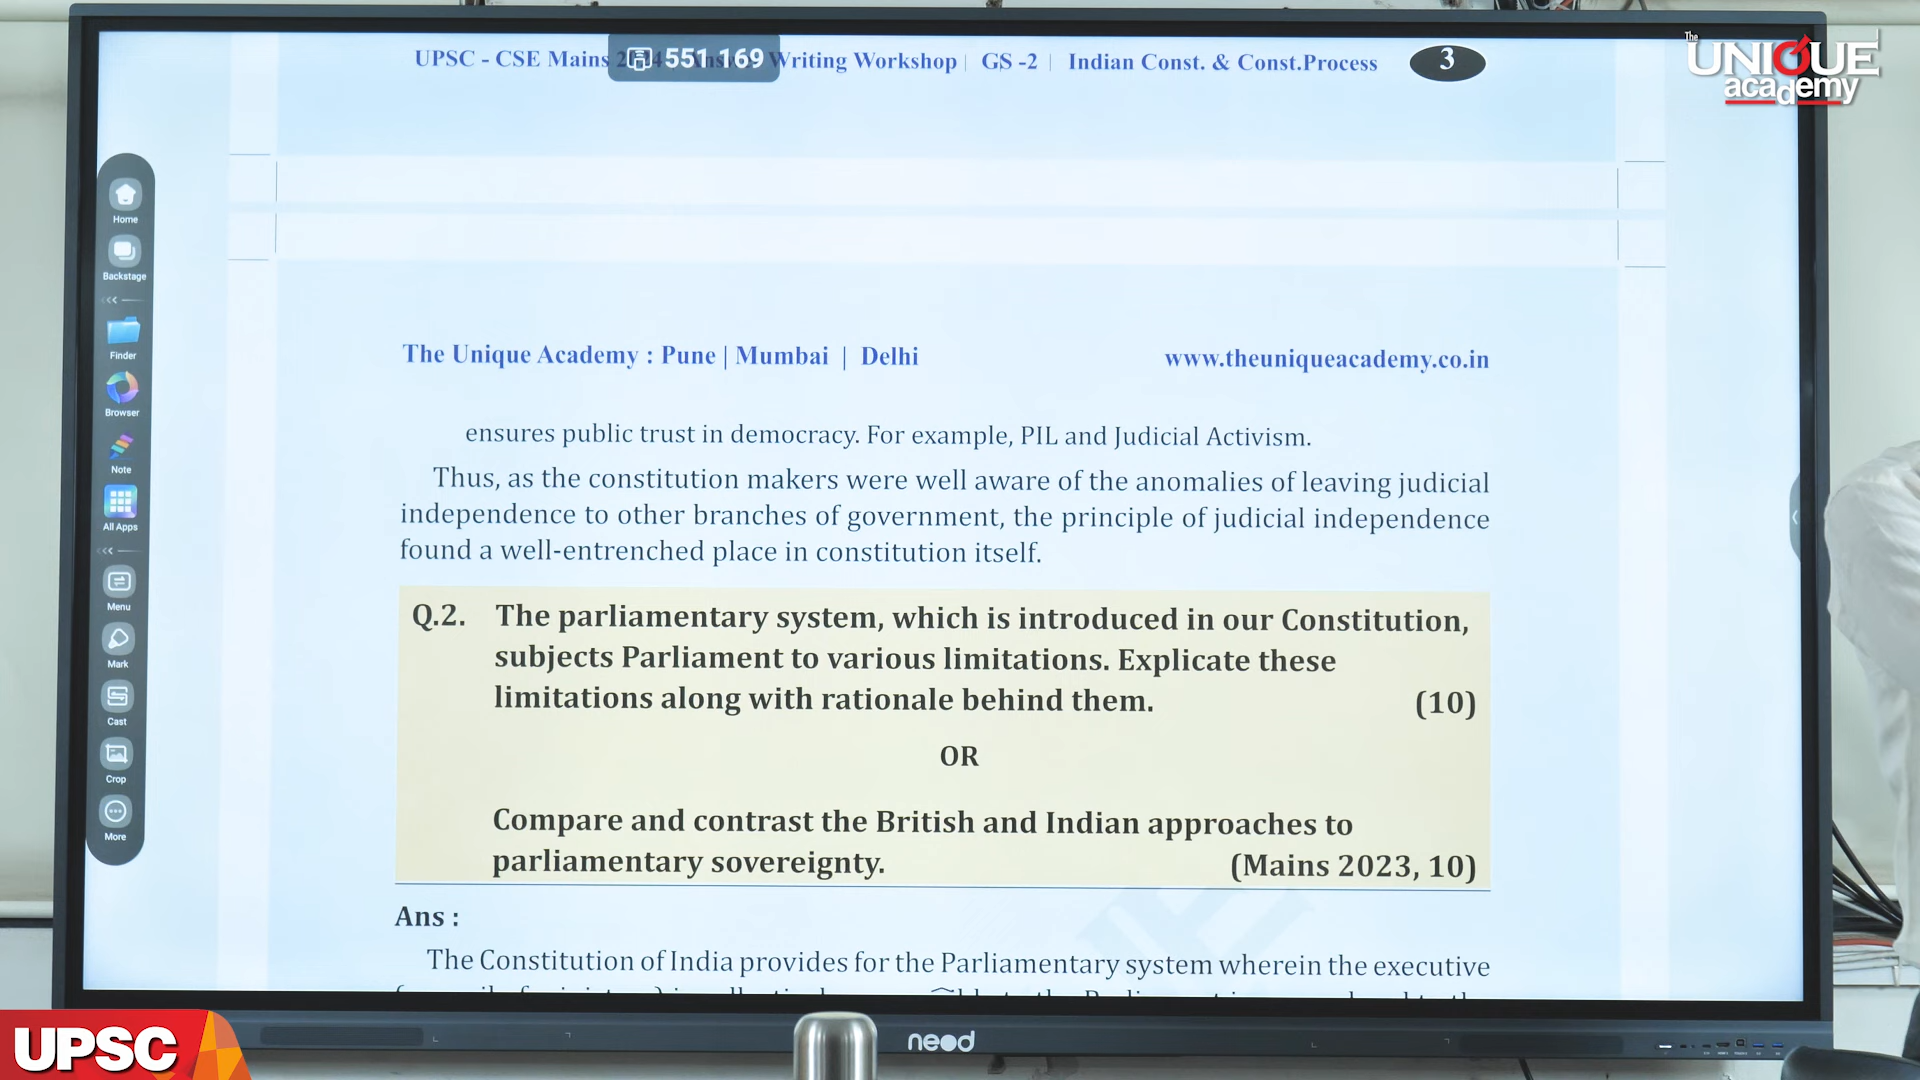 UPSC - CSE Mains
551.169
Writing Workshop | GS -2 | Indian Const. & Const.Process
3
The
UNIQUE
academy
Home
Backstage
Finder
Browser
Note
All Apps
Menu
Mark
Cast
Crop
More
The Unique Academy : Pune | Mumbai | Delhi
www.theuniqueacademy.co.in
ensures public trust in democracy. For example, PIL and Judicial Activism.
Thus, as the constitution makers were well aware of the anomalies of leaving judicial
independence to other branches of government, the principle of judicial independence
found a well-entrenched place in constitution itself.
Q.2. The parliamentary system, which is introduced in our Constitution,
subjects Parliament to various limitations. Explicate these
limitations along with rationale behind them. (10)
OR
Compare and contrast the British and Indian approaches to
parliamentary sovereignty. (Mains 2023, 10)
Ans :
The Constitution of India provides for the Parliamentary system wherein the executive
neod
UPSC